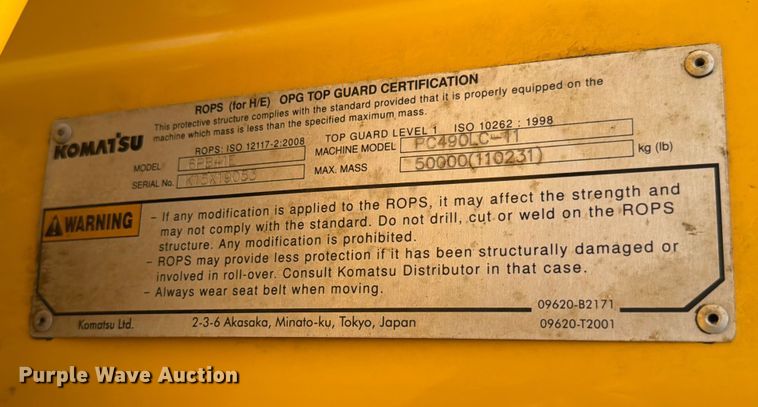 ROPS (for H/E) OPG TOP GUARD CERTIFICATION
This protective structure complies with the standard provided that it is properly equipped on the
machine which mass is less than the specified maximum mass.
KOMATSU
ROPS: ISO 12117-2:2008 TOP GUARD LEVEL 1 ISO 10262 : 1998
MODEL MACHINE MODEL PC490LC-11
SERIAL No. K15X19053 MAX. MASS 50000(110231) kg (lb)
WARNING
- If any modification is applied to the ROPS, it may affect the strength and
may not comply with the standard. Do not drill, cut or weld on the ROPS
structure. Any modification is prohibited.
- ROPS may provide less protection if it has been structurally damaged or
involved in roll-over. Consult Komatsu Distributor in that case.
- Always wear seat belt when moving.
09620-B2171
Komatsu Ltd. 2-3-6 Akasaka, Minato-ku, Tokyo, Japan 09620-T2001
Purple Wave Auction